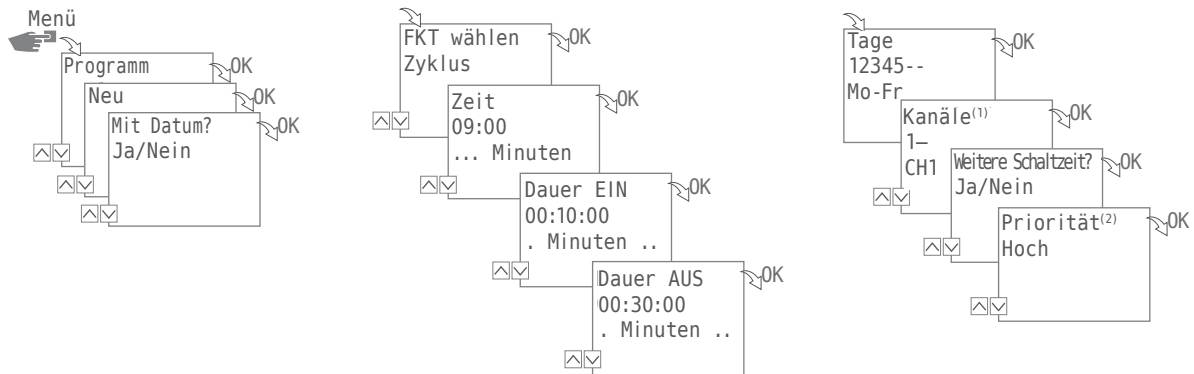 Menü
Programm
OK
Neu
OK
Mit Datum?
Ja/Nein
OK
FKT wählen
Zyklus
OK
Zeit
09:00
... Minuten
OK
Dauer EIN
00:10:00
. Minuten ..
OK
Dauer AUS
00:30:00
. Minuten ..
OK
Tage
12345--
Mo-Fr
OK
Kanäle(1)
1–
CH1
OK
Weitere Schaltzeit?
Ja/Nein
OK
Priorität(2)
Hoch
OK